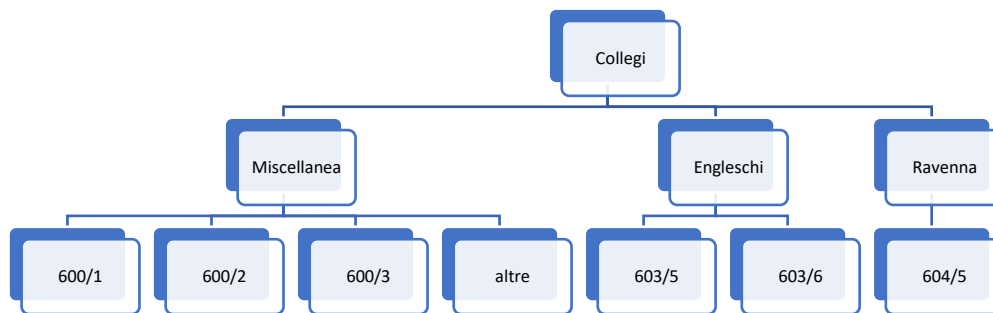 Collegi
Miscellanea
Engleschi
Ravenna
600/1
600/2
600/3
altre
603/5
603/6
604/5